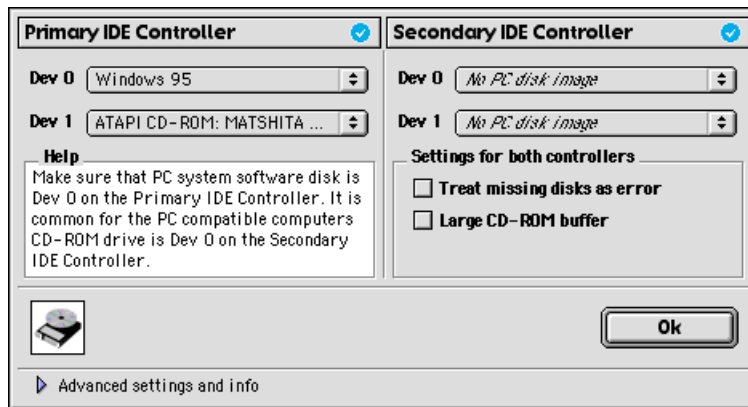 Primary IDE Controller
Dev 0 Windows 95
Dev 1 ATAPI CD-ROM: MATSHITA ...
Help
Make sure that PC system software disk is
Dev 0 on the Primary IDE Controller. It is
common for the PC compatible computers
CD-ROM drive is Dev 0 on the Secondary
IDE Controller.
Secondary IDE Controller
Dev 0 No PC disk image
Dev 1 No PC disk image
Settings for both controllers
Treat missing disks as error
Large CD-ROM buffer
Ok
Advanced settings and info